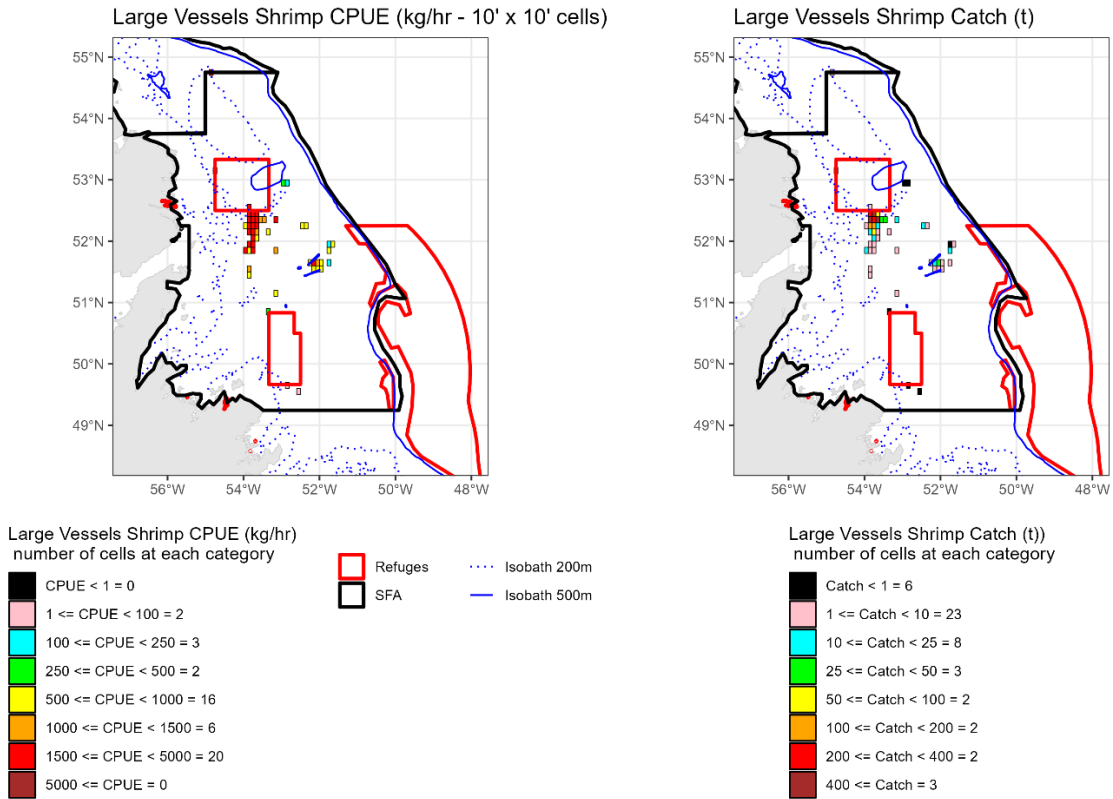 Large Vessels Shrimp CPUE (kg/hr - 10' x 10' cells)
55°N
54°N
53°N
52°N
51°N
50°N
49°N
56°W 54°W 52°W 50°W 48°W
Large Vessels Shrimp Catch (t)
55°N
54°N
53°N
52°N
51°N
50°N
49°N
56°W 54°W 52°W 50°W 48°W
Large Vessels Shrimp CPUE (kg/hr)
number of cells at each category
CPUE < 1 = 0
1 <= CPUE < 100 = 2
100 <= CPUE < 250 = 3
250 <= CPUE < 500 = 2
500 <= CPUE < 1000 = 16
1000 <= CPUE < 1500 = 6
1500 <= CPUE < 5000 = 20
5000 <= CPUE = 0
Refuges
SFA
Isobath 200m
Isobath 500m
Large Vessels Shrimp Catch (t))
number of cells at each category
Catch < 1 = 6
1 <= Catch < 10 = 23
10 <= Catch < 25 = 8
25 <= Catch < 50 = 3
50 <= Catch < 100 = 2
100 <= Catch < 200 = 2
200 <= Catch < 400 = 2
400 <= Catch = 3